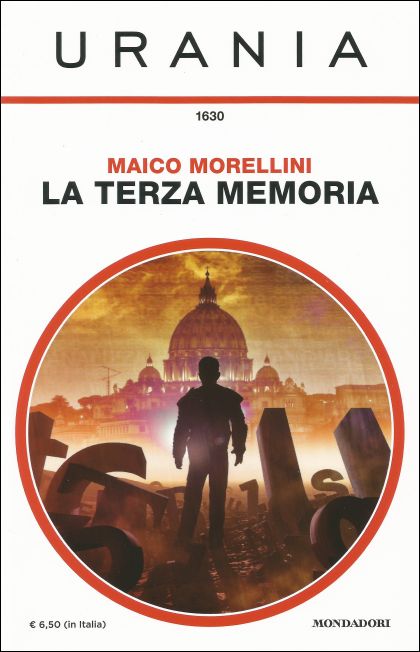 URANIA
1630
MAICO MORELLINI
LA TERZA MEMORIA
€ 6,50 (in Italia)
MONDADORI